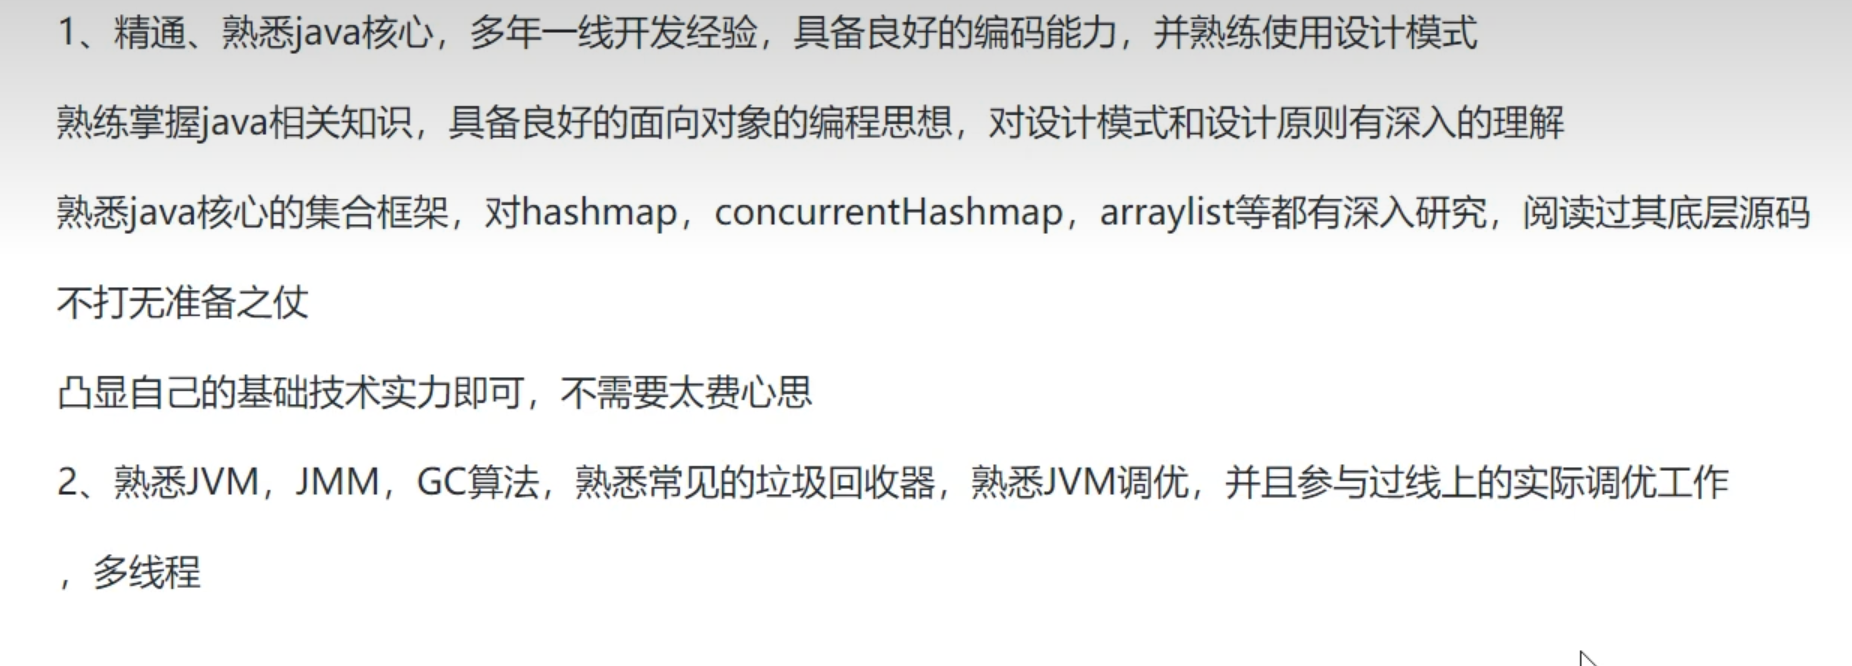 1、精通、熟悉java核心，多年一线开发经验，具备良好的编码能力，并熟练使用设计模式
熟练掌握java相关知识，具备良好的面向对象的编程思想，对设计模式和设计原则有深入的理解
熟悉java核心的集合框架，对hashmap，concurrentHashmap，arraylist等都有深入研究，阅读过其底层源码
不打无准备之仗
凸显自己的基础技术实力即可，不需要太费心思
2、熟悉JVM，JMM，GC算法，熟悉常见的垃圾回收器，熟悉JVM调优，并且参与过线上的实际调优工作
，多线程